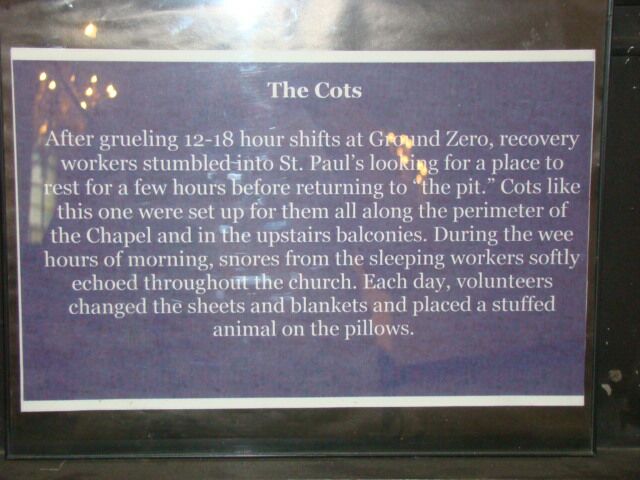 The Cots
After grueling 12-18 hour shifts at Ground Zero, recovery
workers stumbled into St. Paul's looking for a place to
rest for a few hours before returning to “the pit.” Cots like
this one were set up for them all along the perimeter of
the Chapel and in the upstairs balconies. During the wee
hours of morning, snores from the sleeping workers softly
echoed throughout the church. Each day, volunteers
changed the sheets and blankets and placed a stuffed
animal on the pillows.